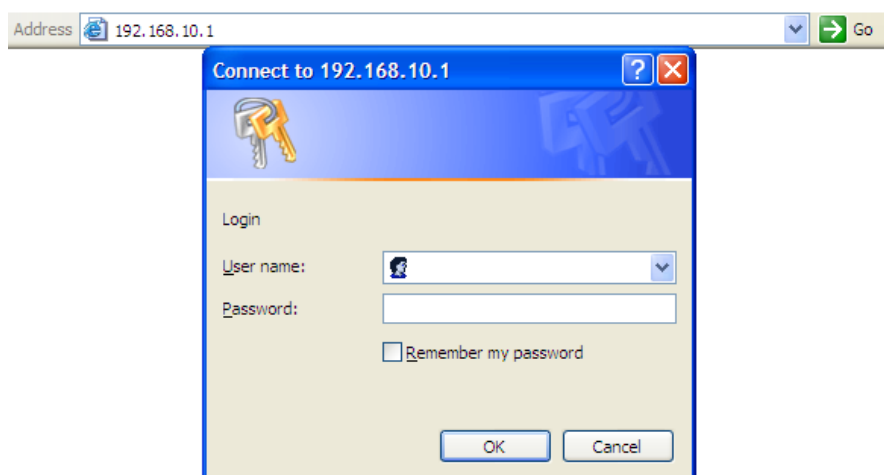 Address 192.168.10.1 Go
Connect to 192.168.10.1
Login
User name:
Password:
Remember my password
OK Cancel